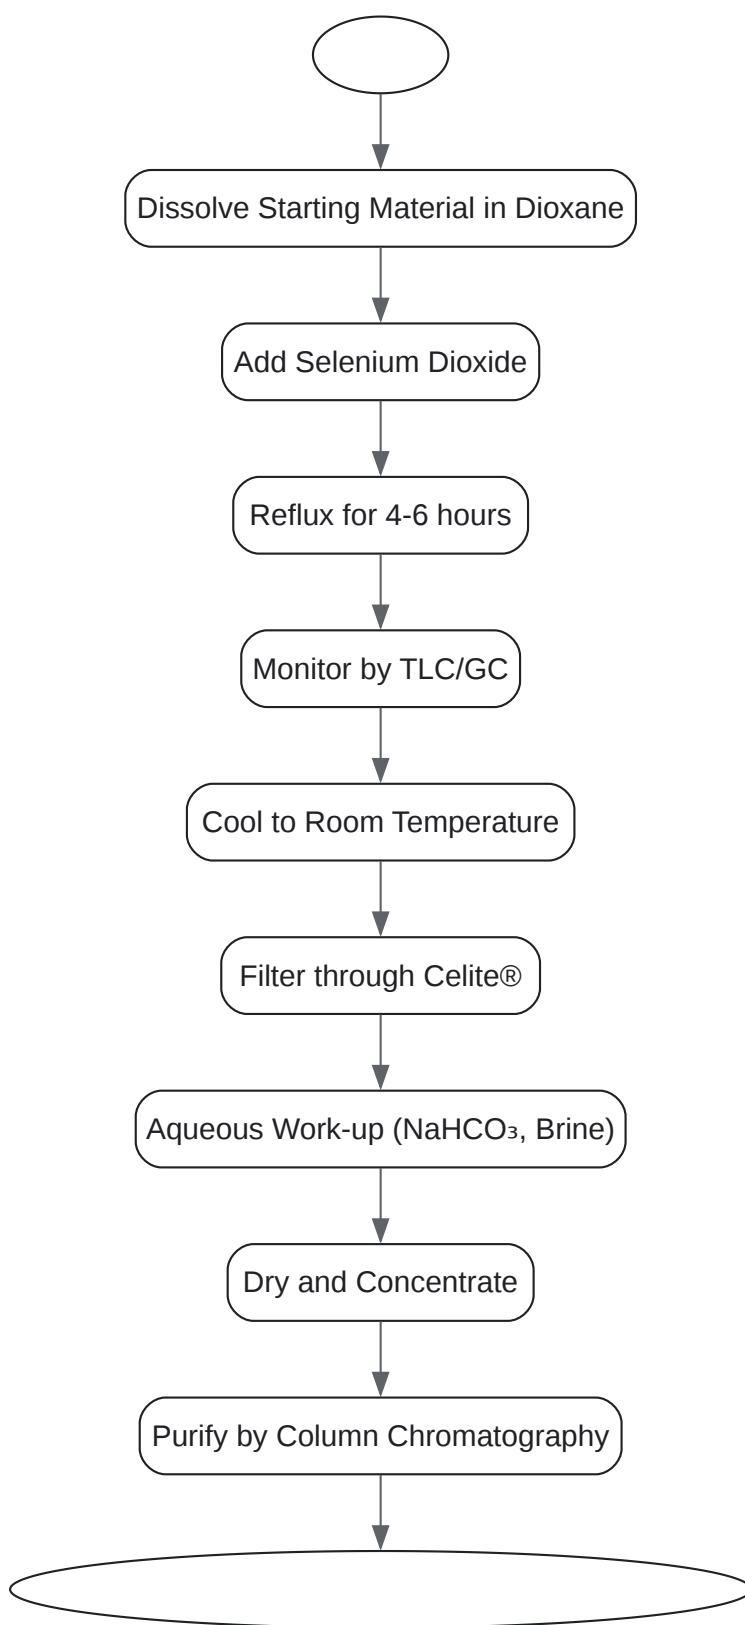 Dissolve Starting Material in Dioxane
Add Selenium Dioxide
Reflux for 4-6 hours
Monitor by TLC/GC
Cool to Room Temperature
Filter through Celite®
Aqueous Work-up (NaHCO₃, Brine)
Dry and Concentrate
Purify by Column Chromatography